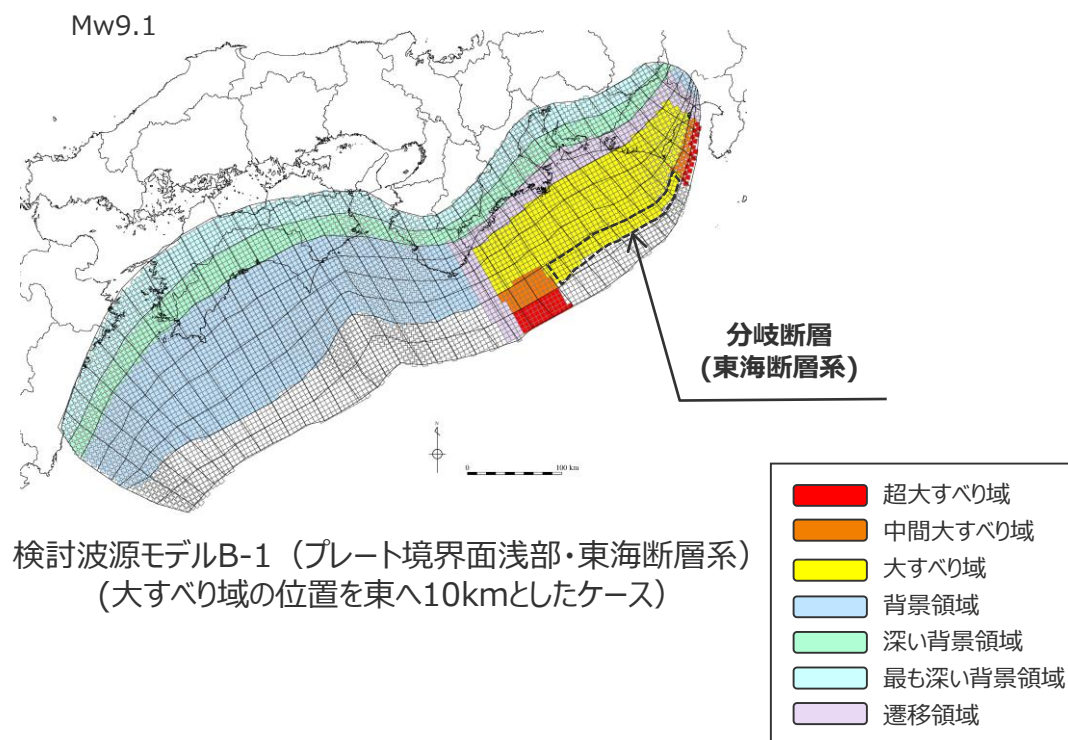 Mw9.1
分岐断層
(東海断層系)
N
0 100 km
検討波源モデルB-1（プレート境界面浅部・東海断層系）
(大すべり域の位置を東へ10kmとしたケース）
超大すべり域
中間大すべり域
大すべり域
背景領域
深い背景領域
最も深い背景領域
遷移領域